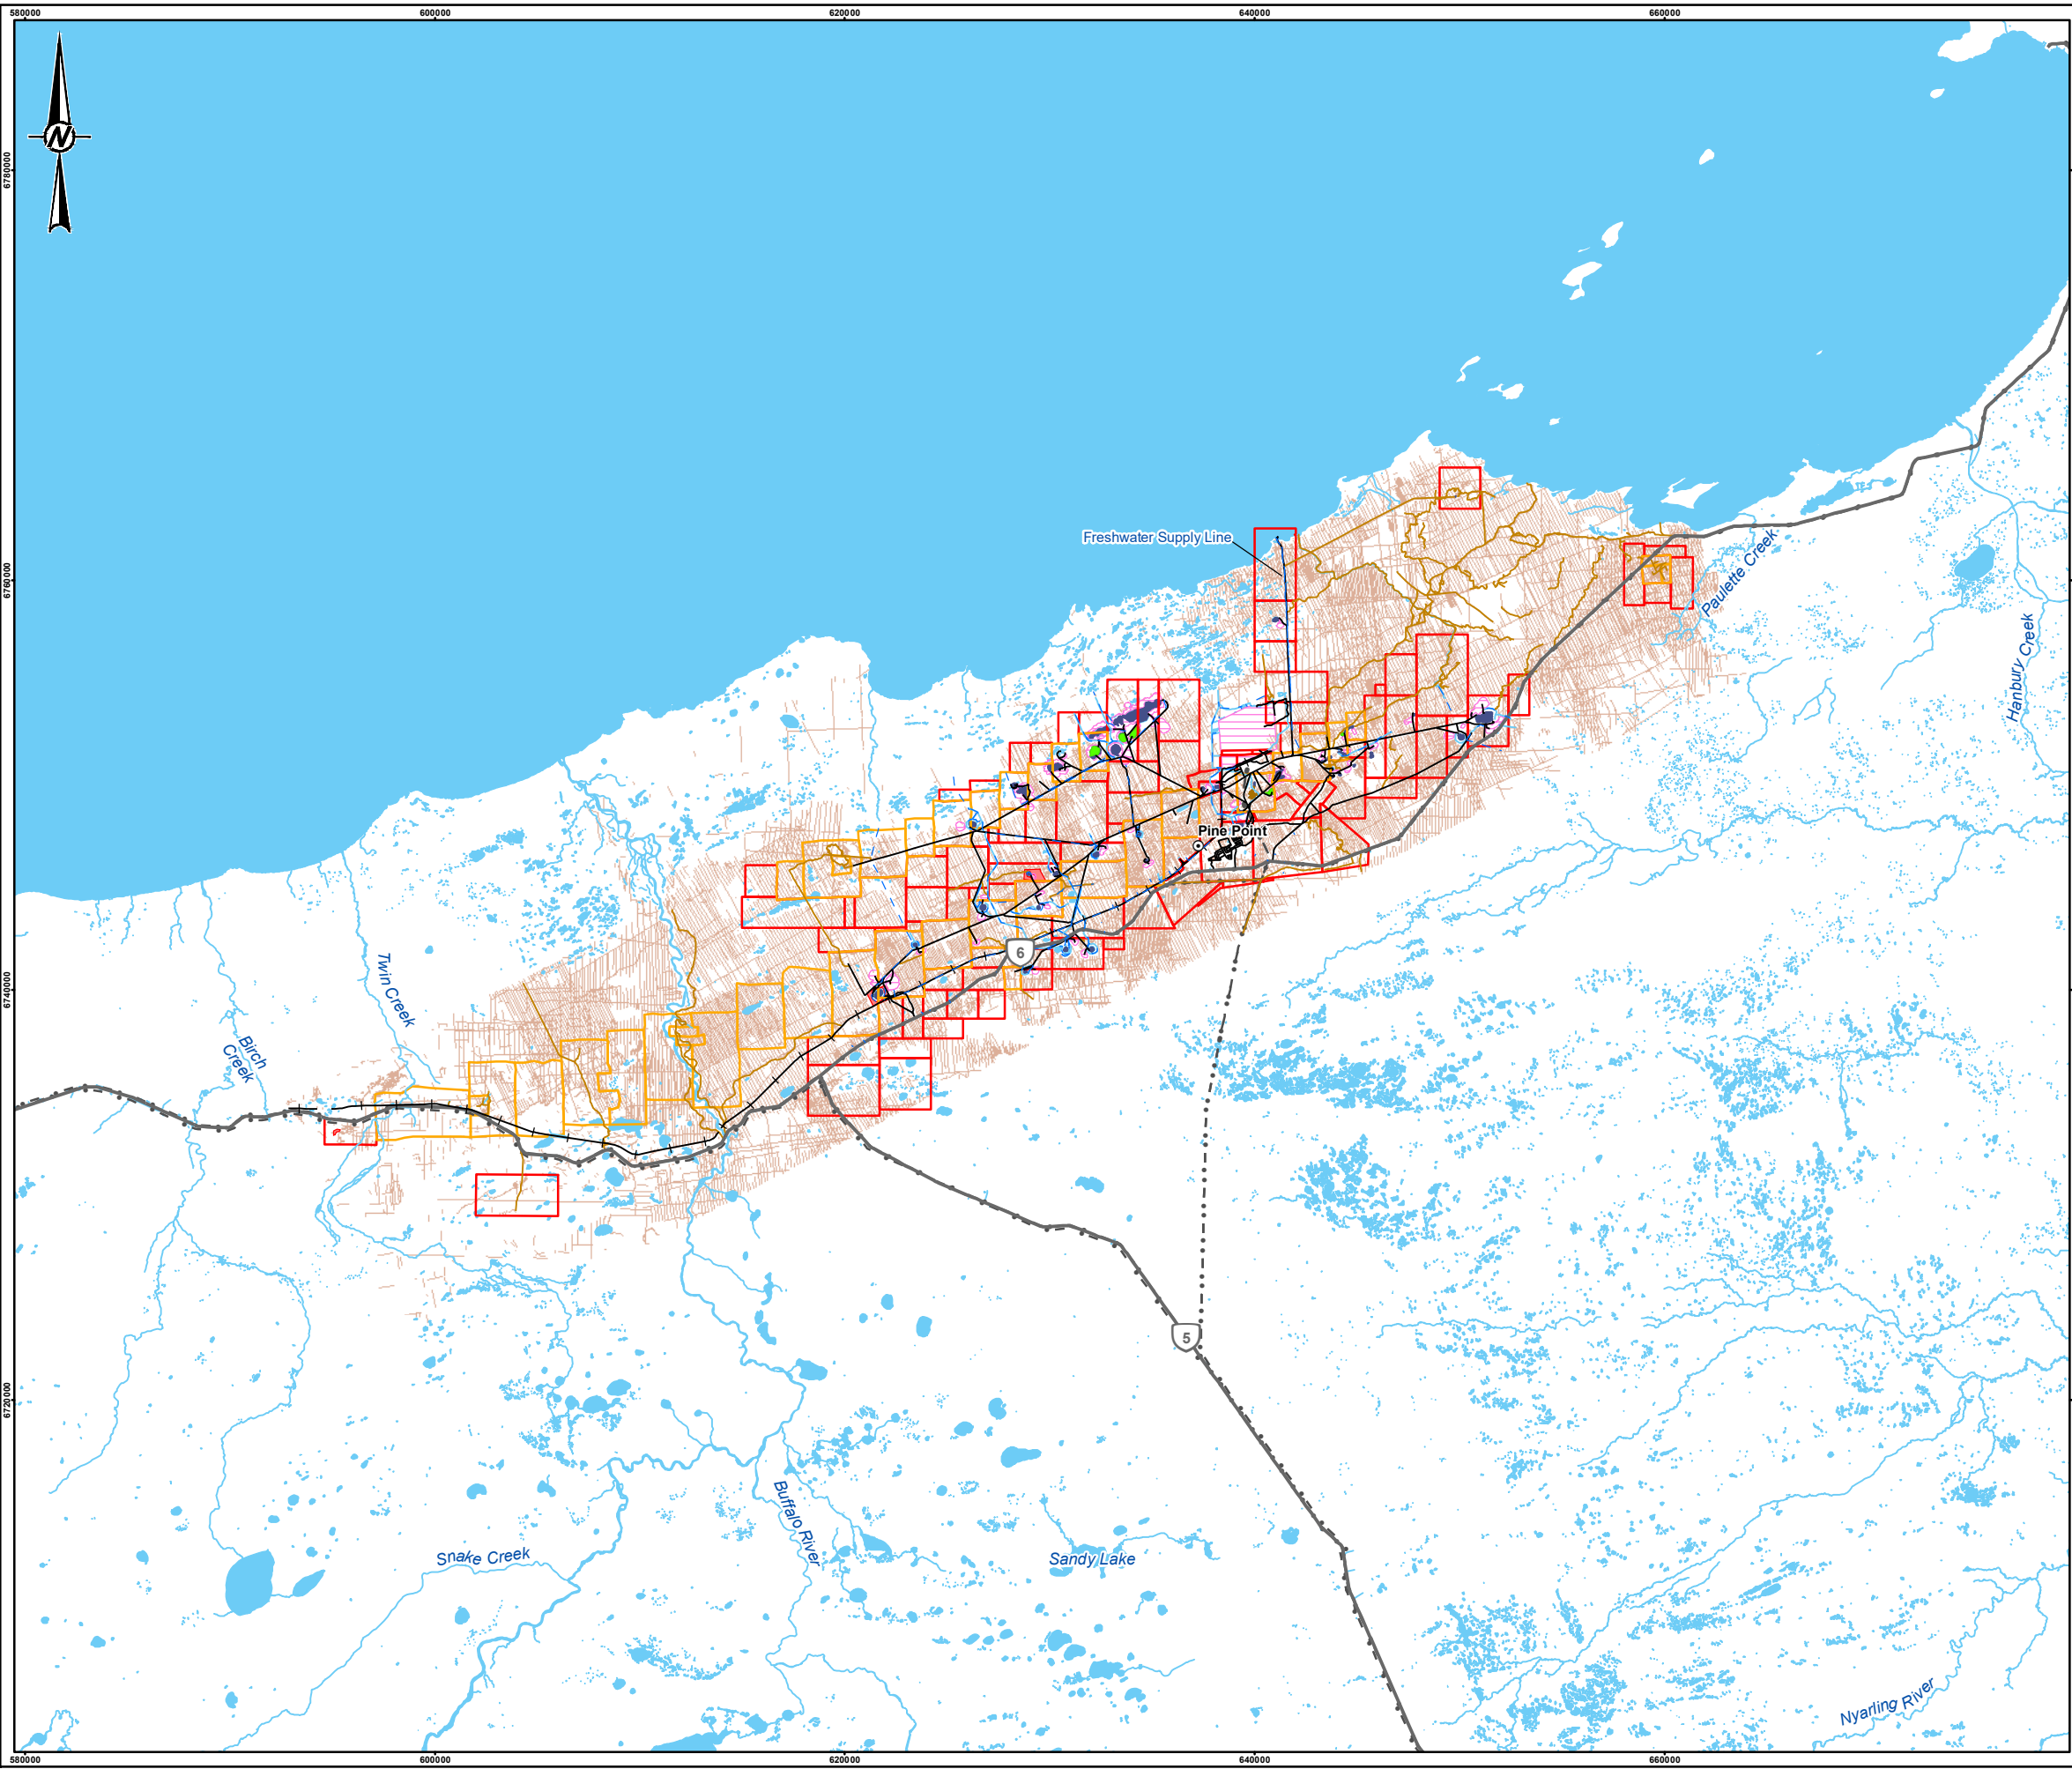 580000
600000
620000
640000
660000
N
6780000
6760000
6740000
6720000
Freshwater Supply Line
Paulette Creek
Hanbury Creek
Pine Point
6
Twin Creek
Birch
Creek
5
Buffalo River
Snake Creek
Sandy Lake
Nyarling River
580000
600000
620000
640000
660000